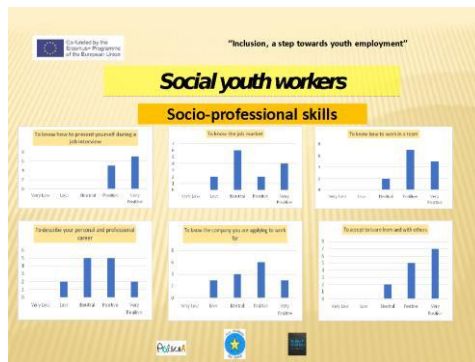 Co-funded by the
Erasmus+ Programme
of the European Union
"Inclusion, a step towards youth employment"
Social youth workers
Socio-professional skills
To know how to present yourself during a
job interview
Very Low Low Neutral Positive Very
Positive
To know the job market
Very Low Low Neutral Positive Very
Positive
To know how to work in a team
Very Low Low Neutral Positive Very
Positive
To describe your personal and professional
career
Very Low Low Neutral Positive Very
Positive
To know the company you are applying to work
for
Very Low Low Neutral Positive Very
Positive
To accept to learn from and with others
Very Low Low Neutral Positive Very
Positive